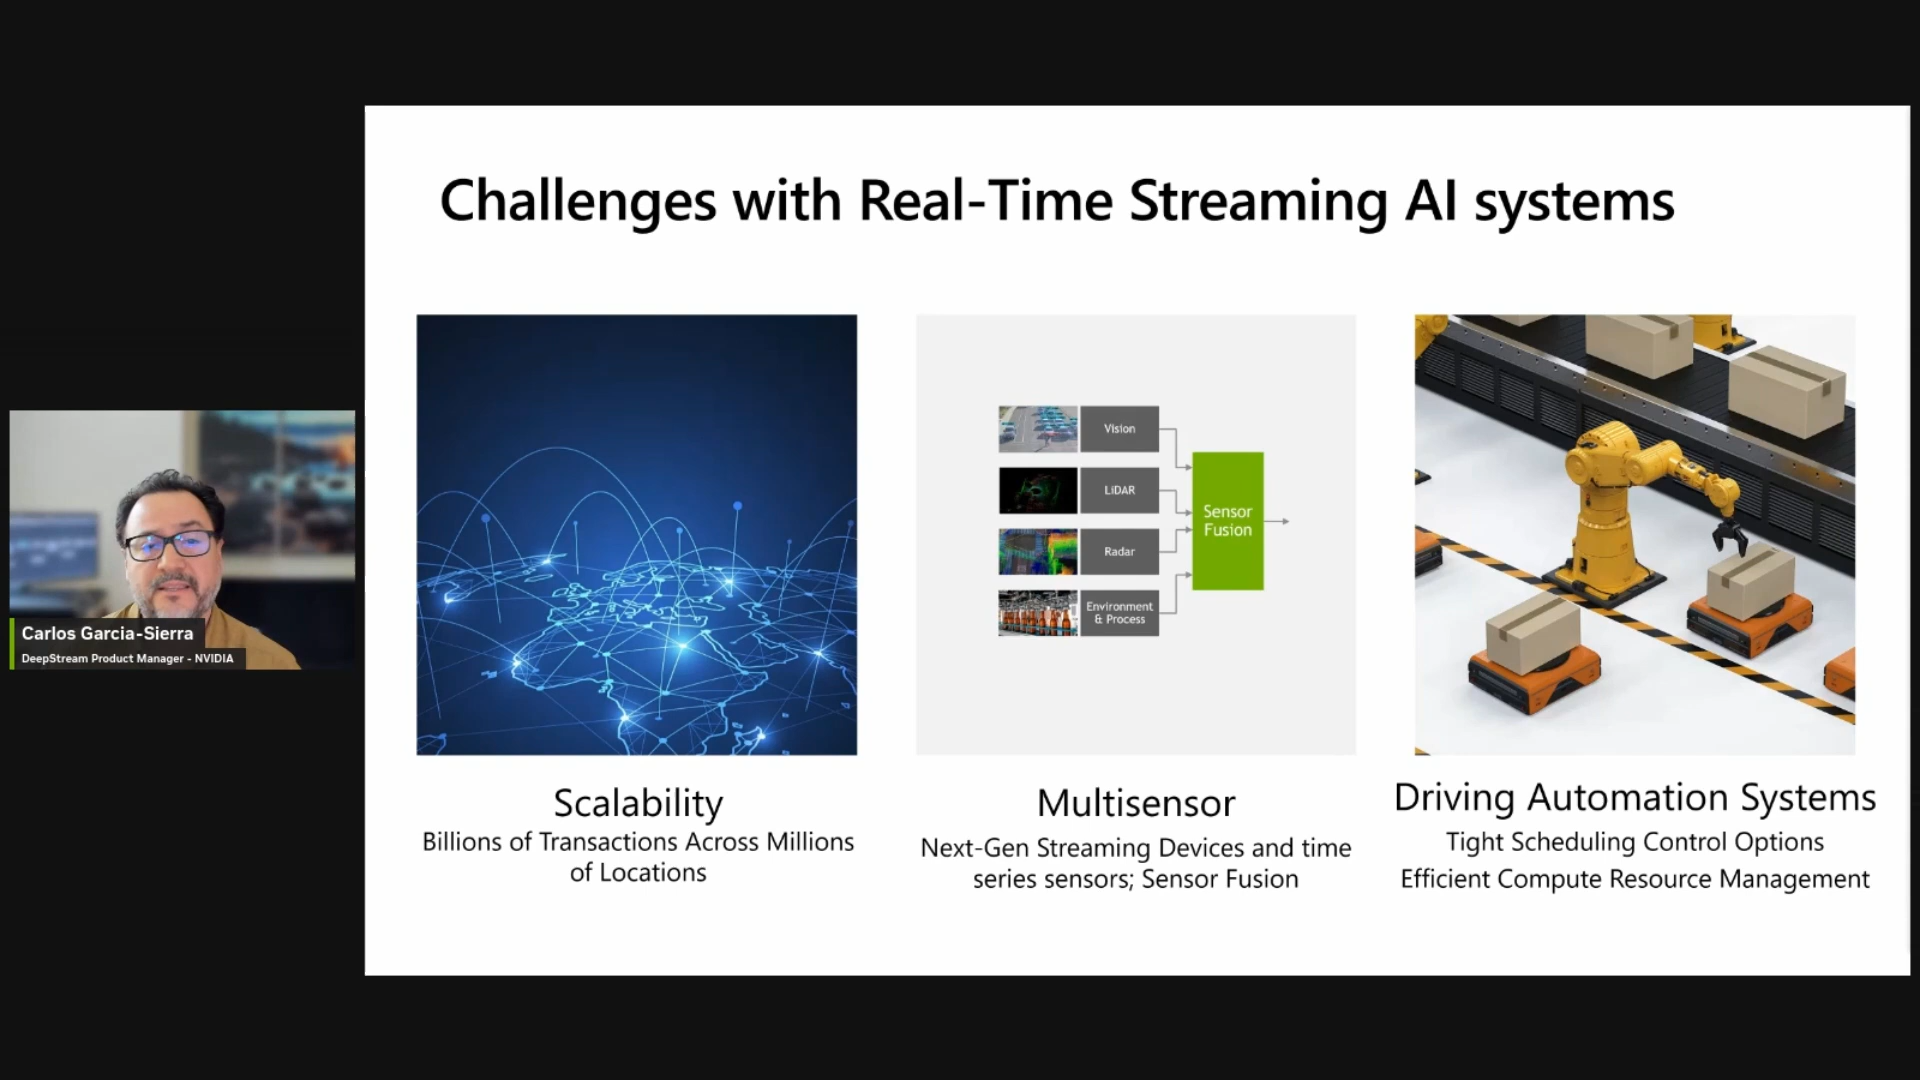 Challenges with Real-Time Streaming AI systems
Vision
LiDAR
Radar
Environment
& Process
Sensor
Fusion
Scalability
Billions of Transactions Across Millions
of Locations
Multisensor
Next-Gen Streaming Devices and time
series sensors; Sensor Fusion
Driving Automation Systems
Tight Scheduling Control Options
Efficient Compute Resource Management
Carlos Garcia-Sierra
DeepStream Product Manager - NVIDIA